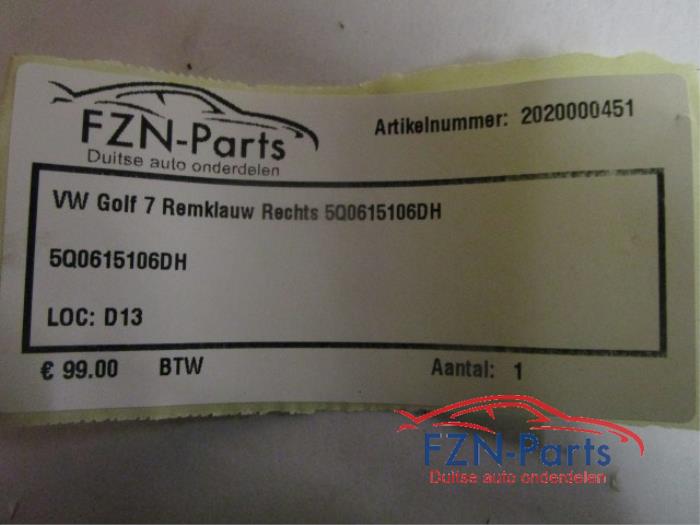 FZN-Parts
Duitse auto onderdelen
Artikelnummer: 2020000451
VW Golf 7 Remklauw Rechts 5Q0615106DH
5Q0615106DH
LOC: D13
€ 99.00 BTW Aantal: 1
FZN-Parts
Duitse auto onderdelen